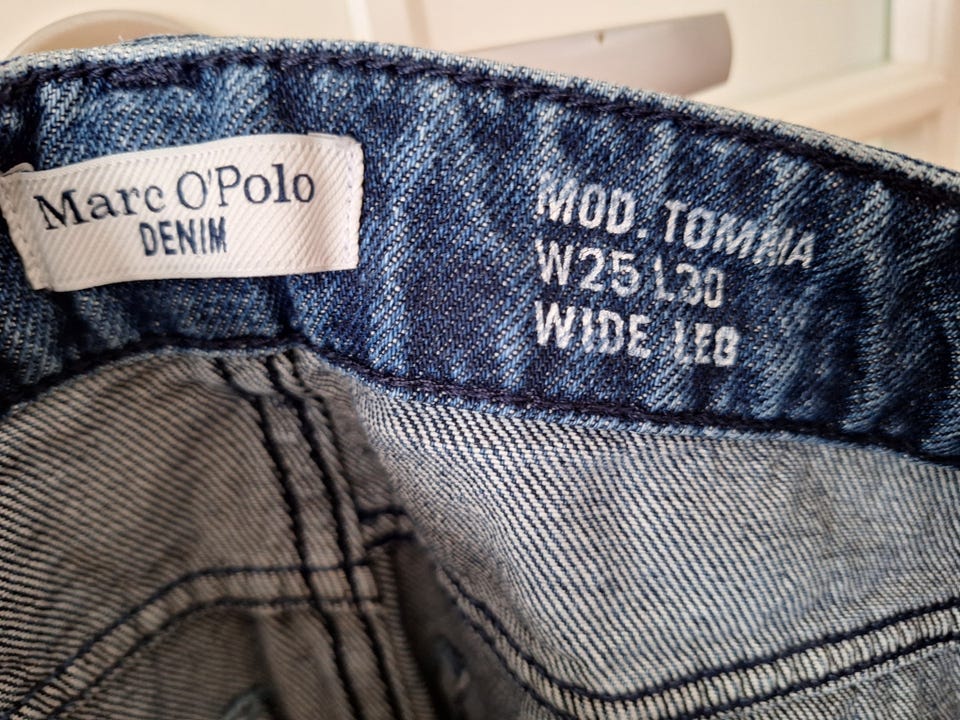 Marc O'Polo
DENIM
MOD. TOMMA
W25 L30
WIDE LEG